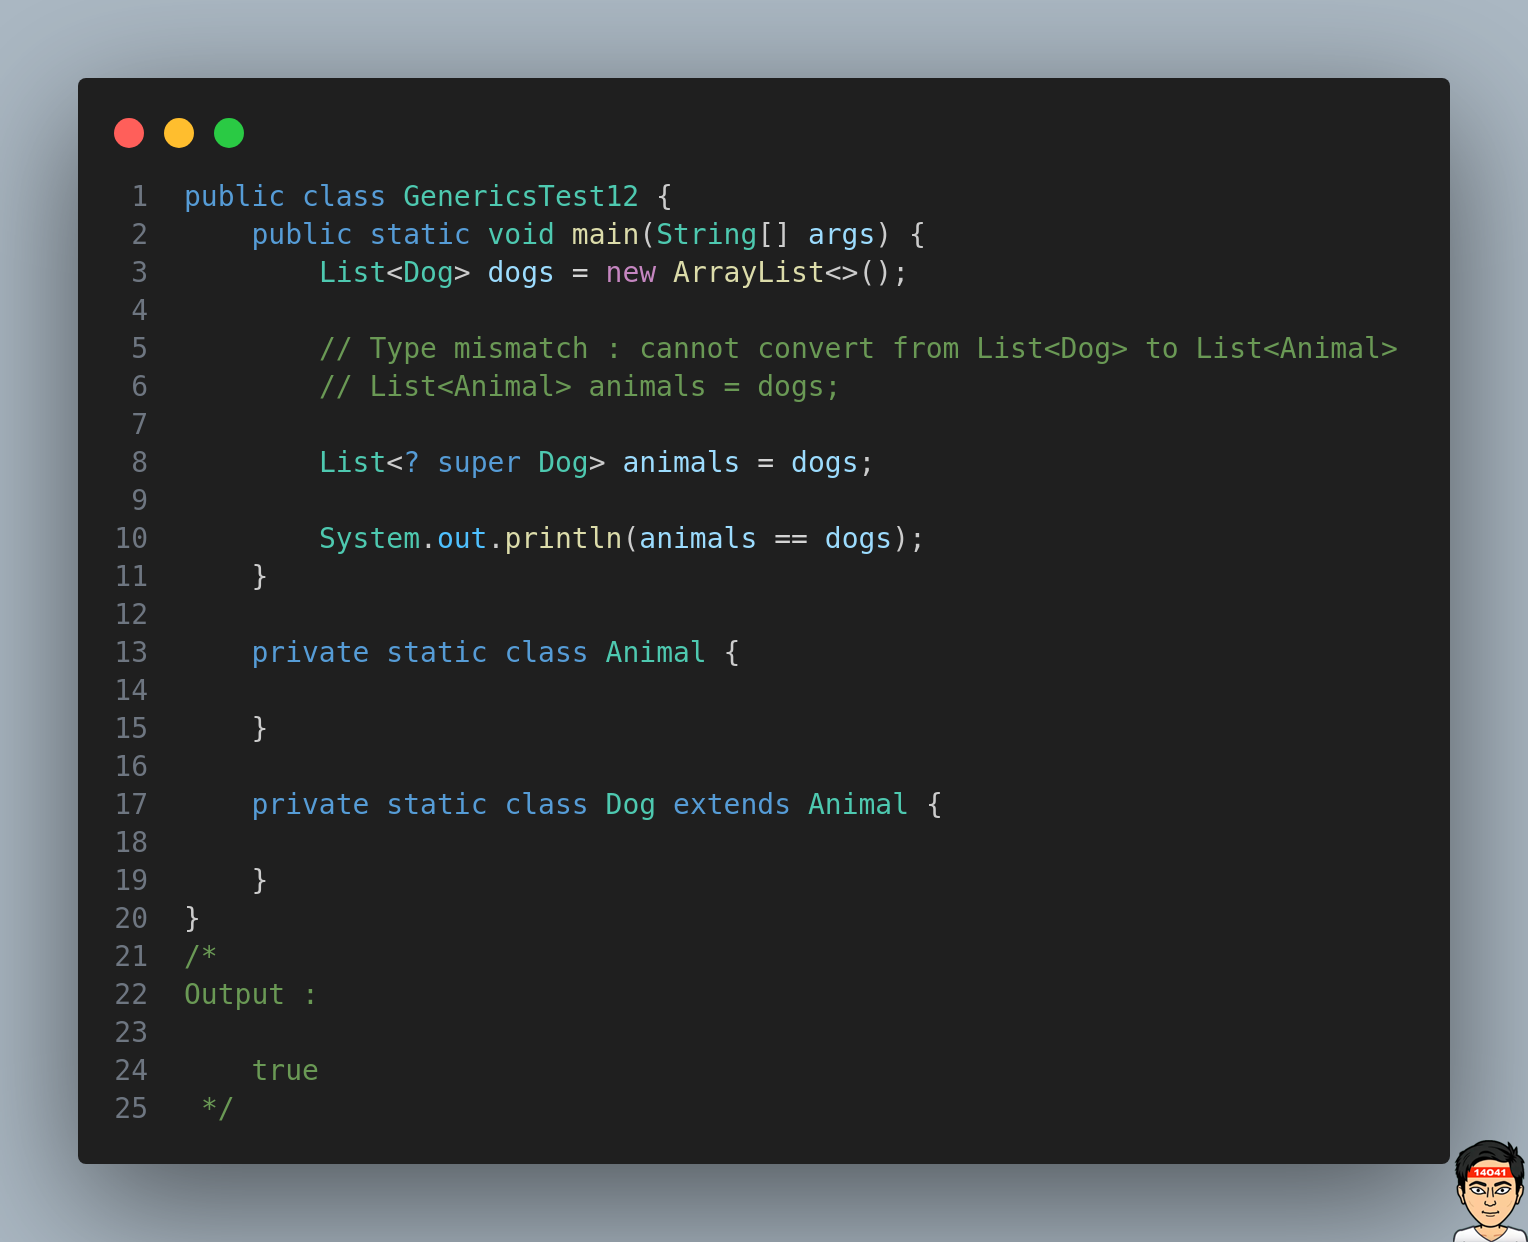 1 public class GenericsTest12 {
2     public static void main(String[] args) {
3         List<Dog> dogs = new ArrayList<>();
4
5         // Type mismatch : cannot convert from List<Dog> to List<Animal>
6         // List<Animal> animals = dogs;
7
8         List<? super Dog> animals = dogs;
9
10         System.out.println(animals == dogs);
11     }
12
13     private static class Animal {
14
15     }
16
17     private static class Dog extends Animal {
18
19     }
20 }
21 /*
22 Output :
23
24     true
25  */
14041